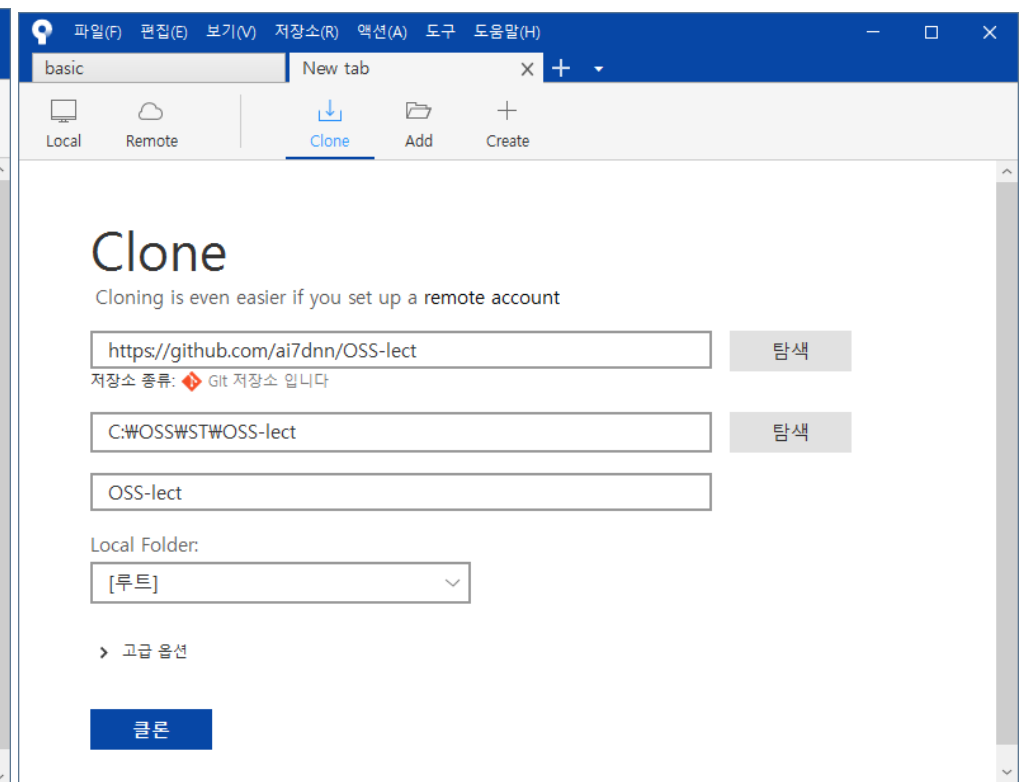 파일(F) 편집(E) 보기(V) 저장소(R) 액션(A) 도구 도움말(H)
basic New tab
Local Remote Clone Add Create
Clone
Cloning is even easier if you set up a remote account
https://github.com/ai7dnn/OSS-lect 탐색
저장소 종류: Git 저장소 입니다
C:₩OSS₩ST₩OSS-lect 탐색
OSS-lect
Local Folder:
[루트]
고급 옵션
클론